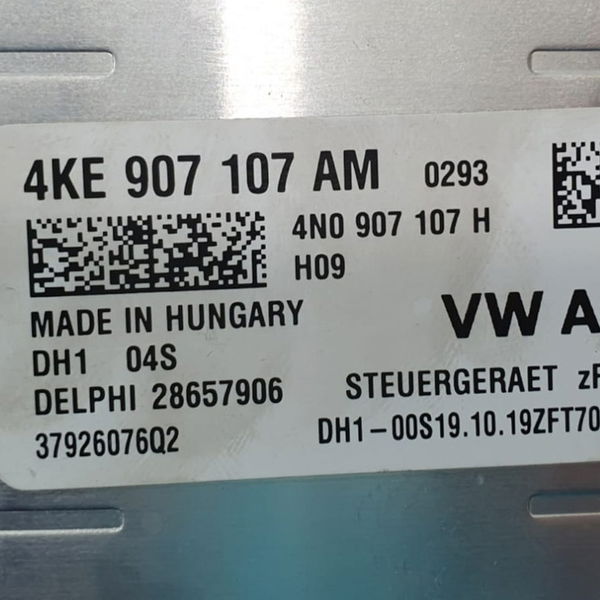 4KE 907 107 AM 0293
4N0 907 107 H
H09
MADE IN HUNGARY
VW A
DH1 04S
DELPHI 28657906
STEUERGERAET zF
37926076Q2
DH1-00S19.10.19ZFT70